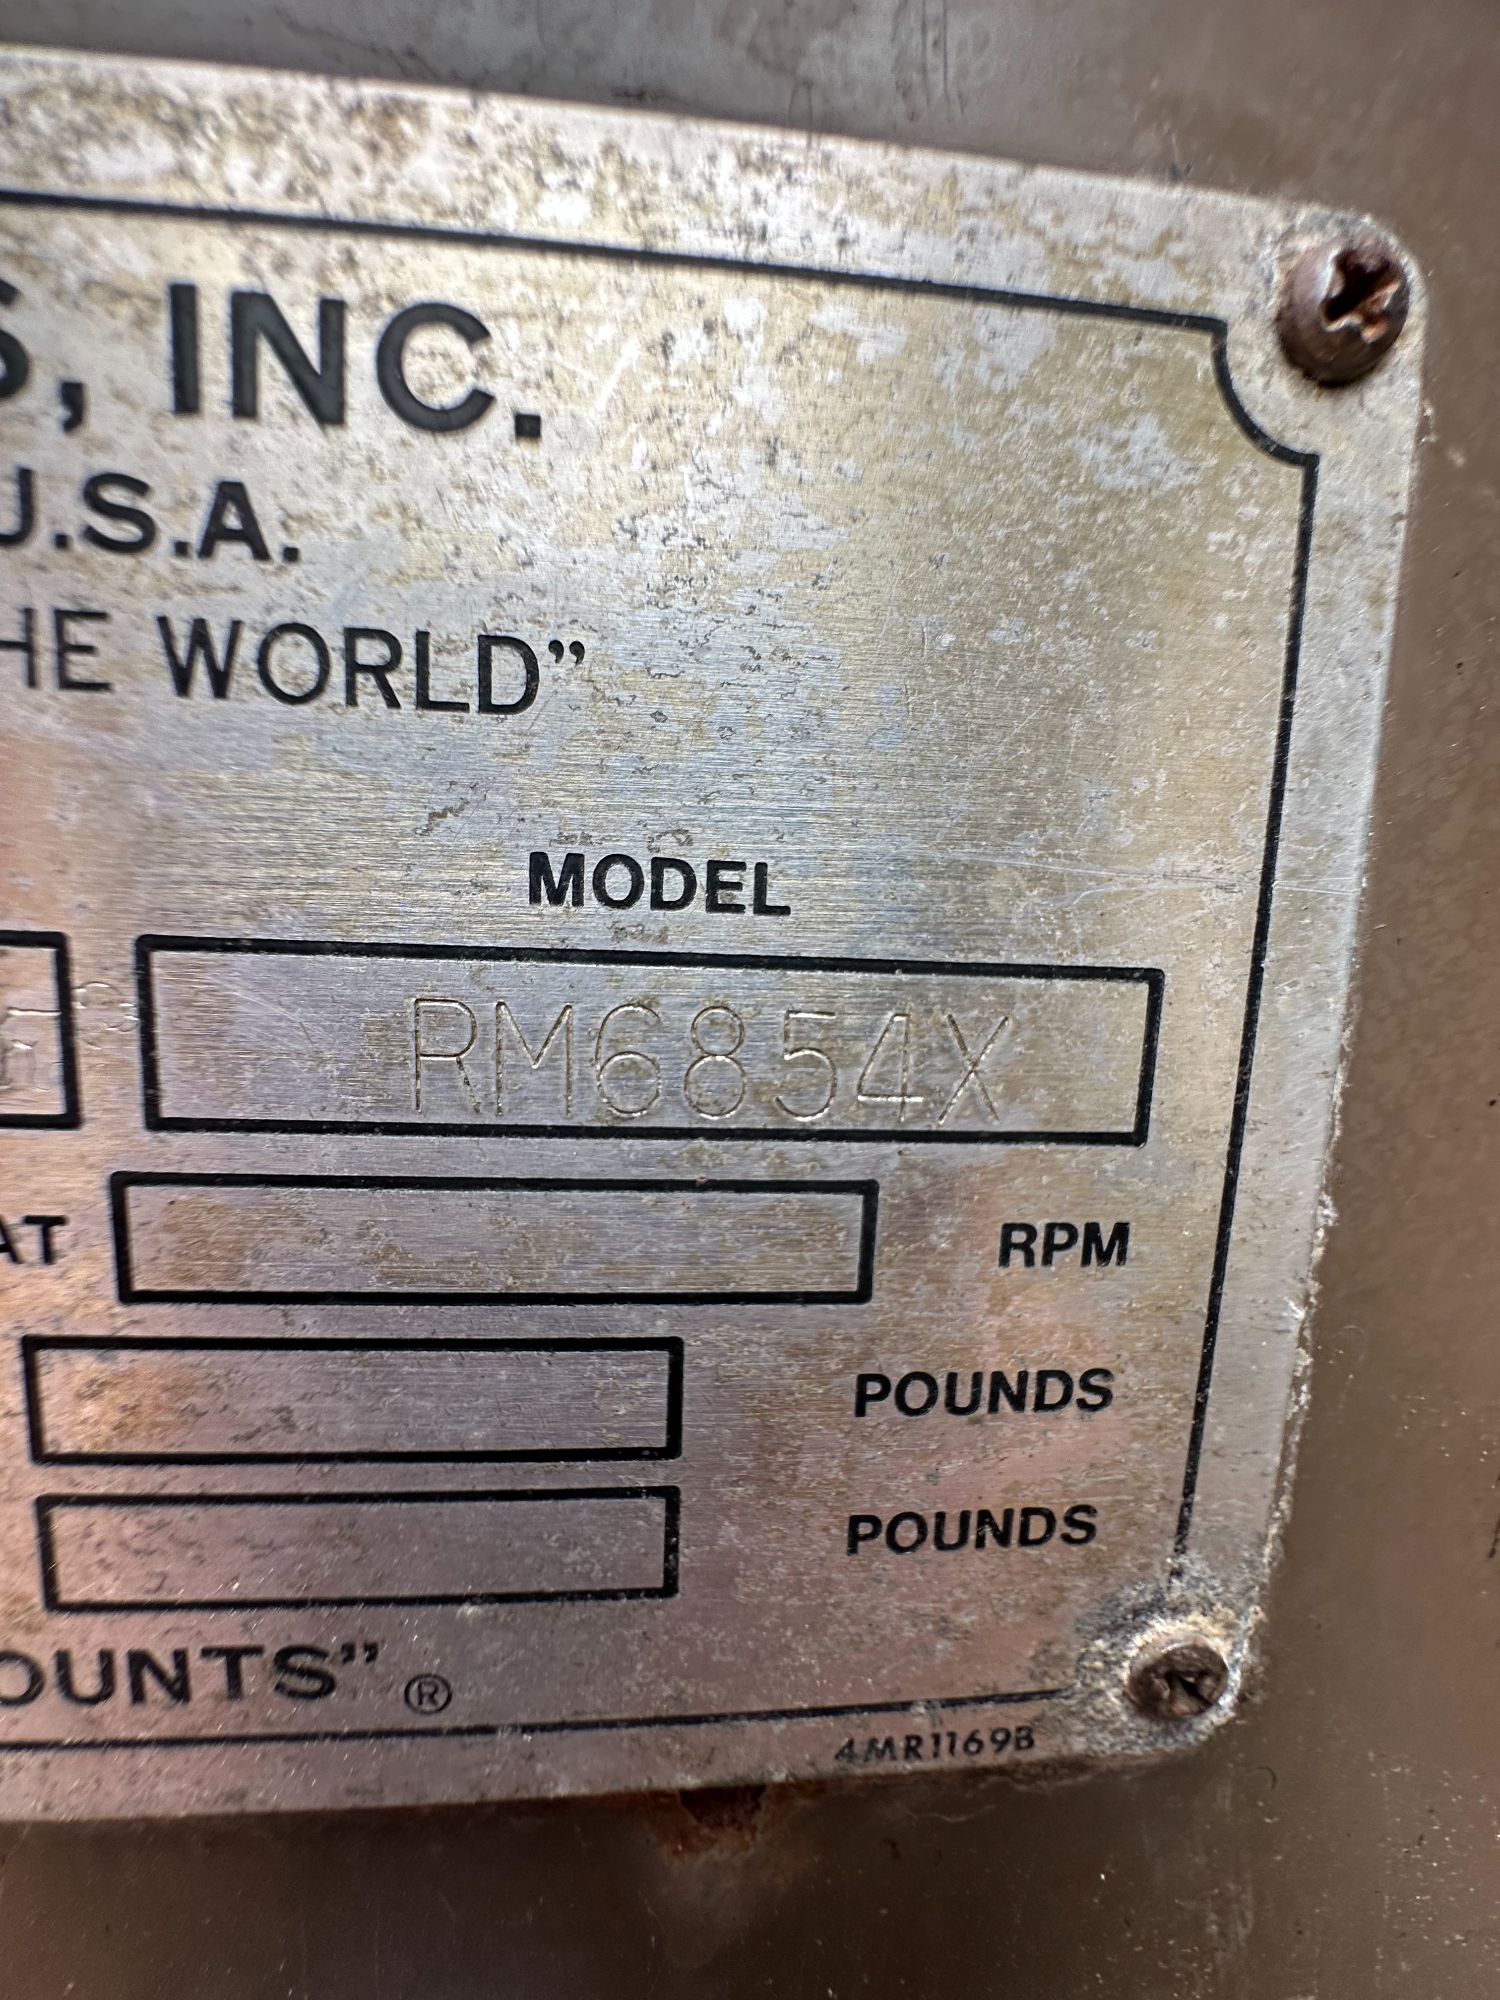 , INC.
U.S.A.
HE WORLD”
MODEL
RM6854X
AT RPM
POUNDS
POUNDS
OUNTS” ®
4MR1169B